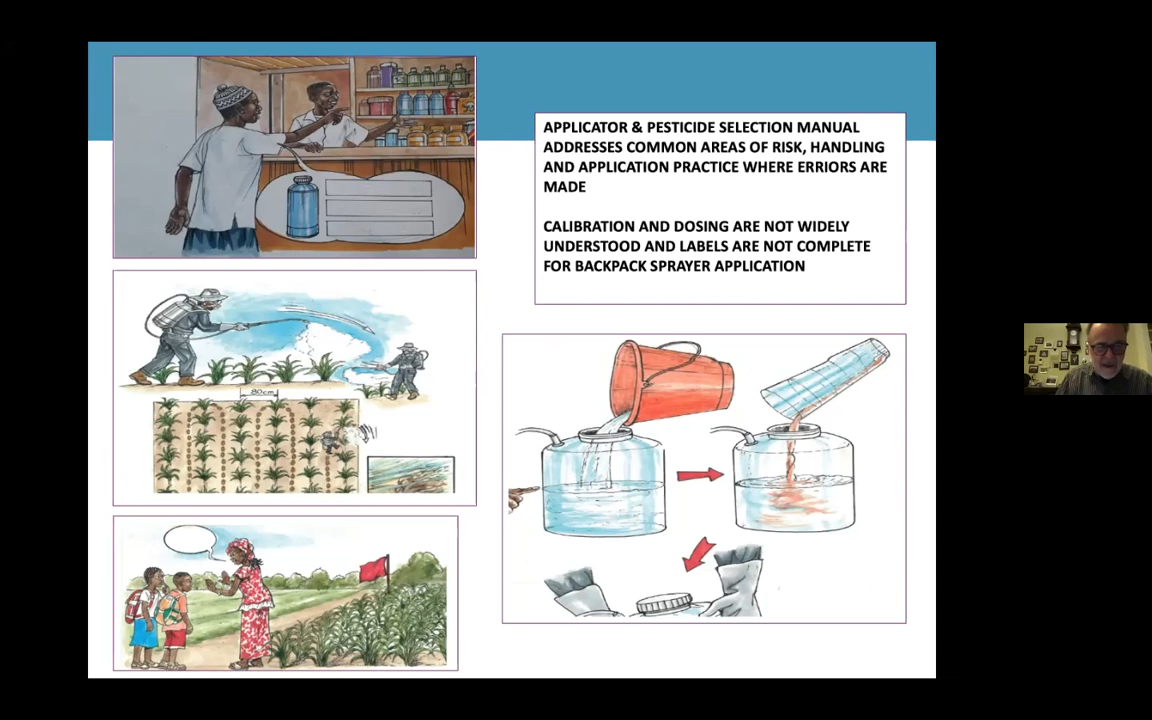 APPLICATOR & PESTICIDE SELECTION MANUAL
ADDRESSES COMMON AREAS OF RISK, HANDLING
AND APPLICATION PRACTICE WHERE ERRIORS ARE
MADE
CALIBRATION AND DOSING ARE NOT WIDELY
UNDERSTOOD AND LABELS ARE NOT COMPLETE
FOR BACKPACK SPRAYER APPLICATION
80cm